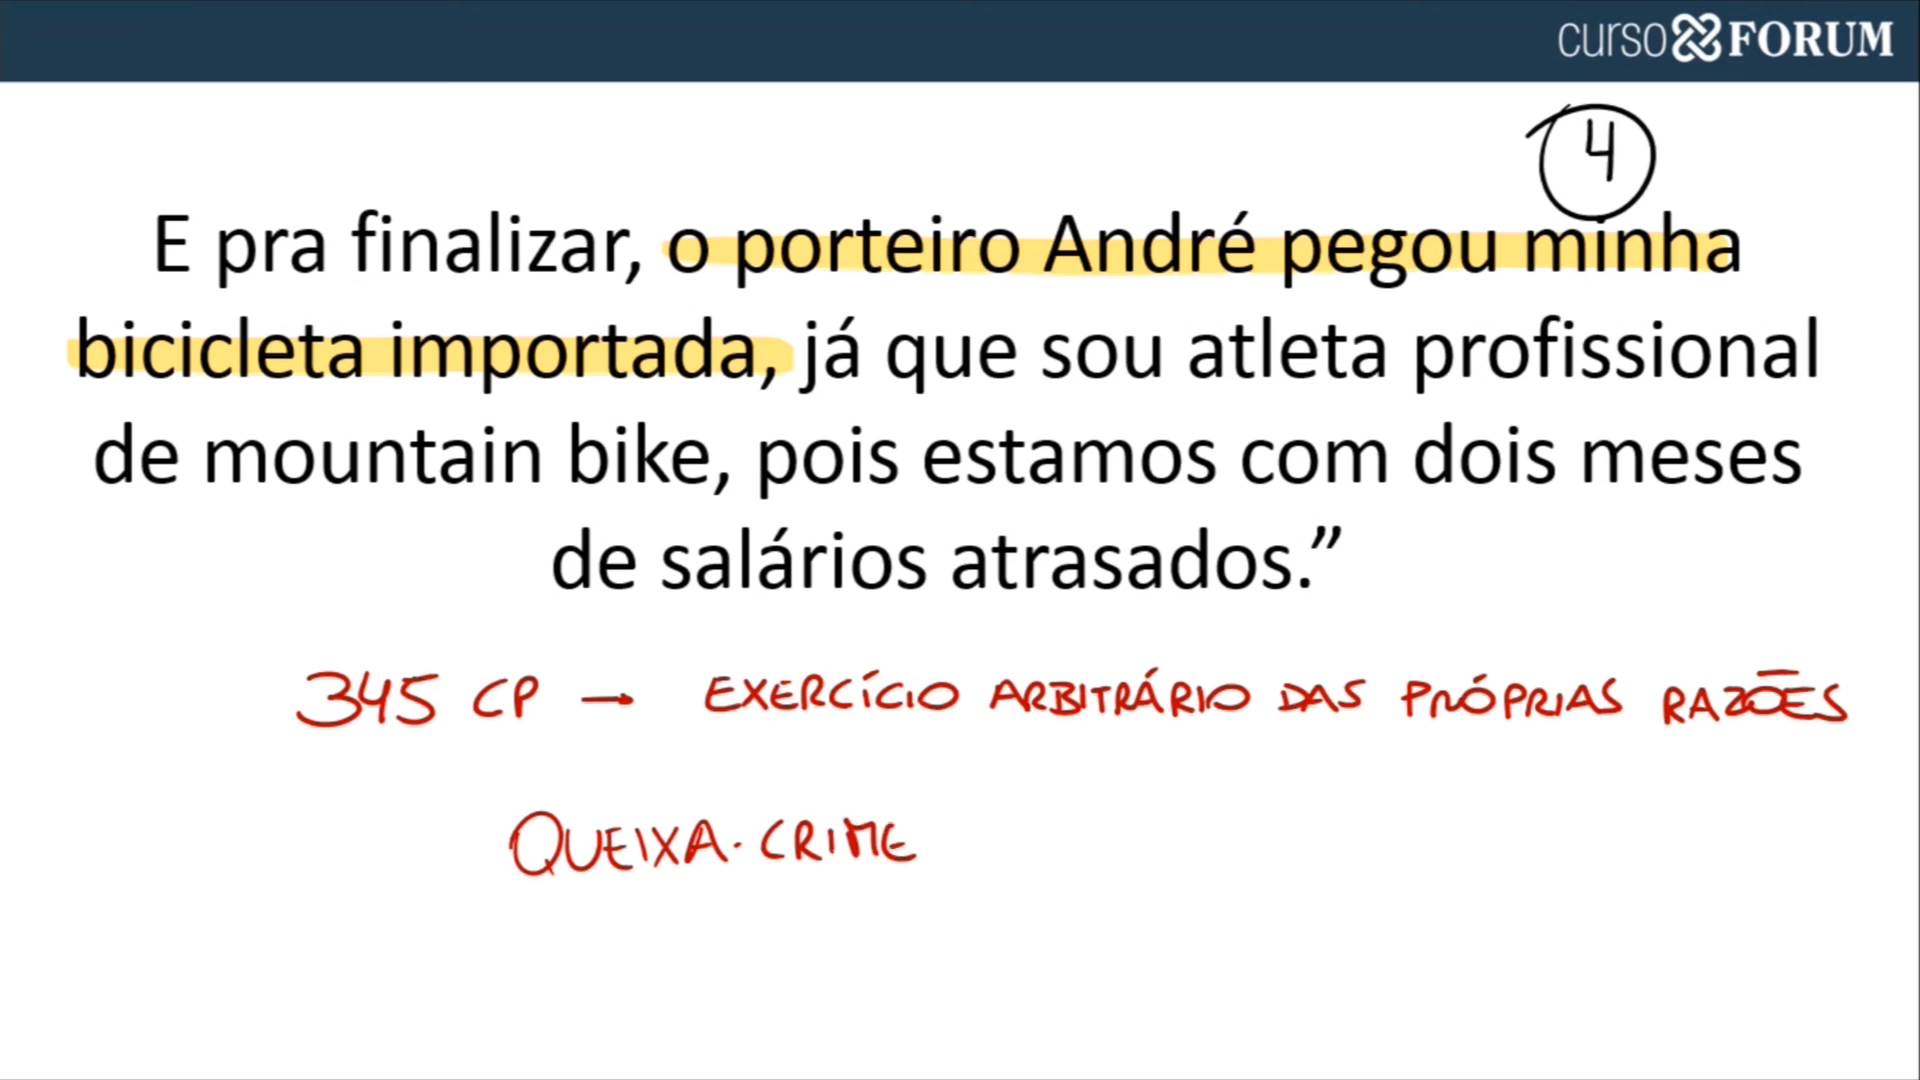 curso FORUM
4
E pra finalizar, o porteiro André pegou minha
bicicleta importada, já que sou atleta profissional
de mountain bike, pois estamos com dois meses
de salários atrasados.”
345 CP → EXERCÍCIO ARBITRÁRIO DAS PRÓPRIAS RAZÕES
QUEIXA-CRIME